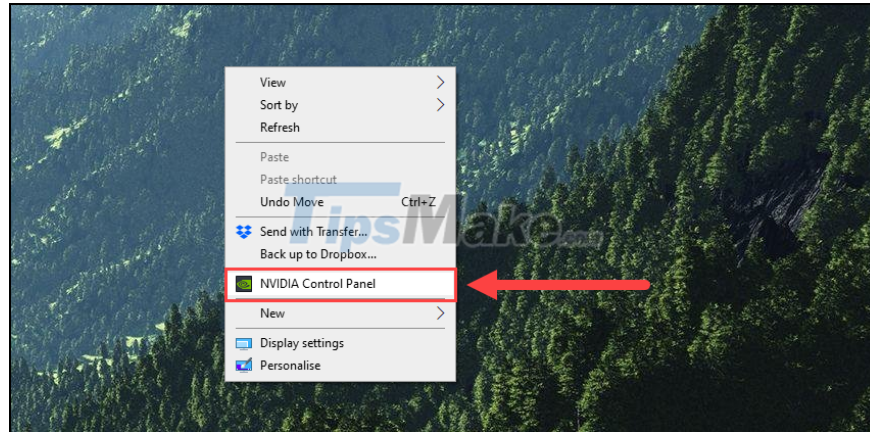 View
Sort by
Refresh
Paste
Paste shortcut
Undo Move Ctrl+Z
TipsMake.com
Send with Transfer...
Back up to Dropbox...
NVIDIA Control Panel
New
Display settings
Personalise